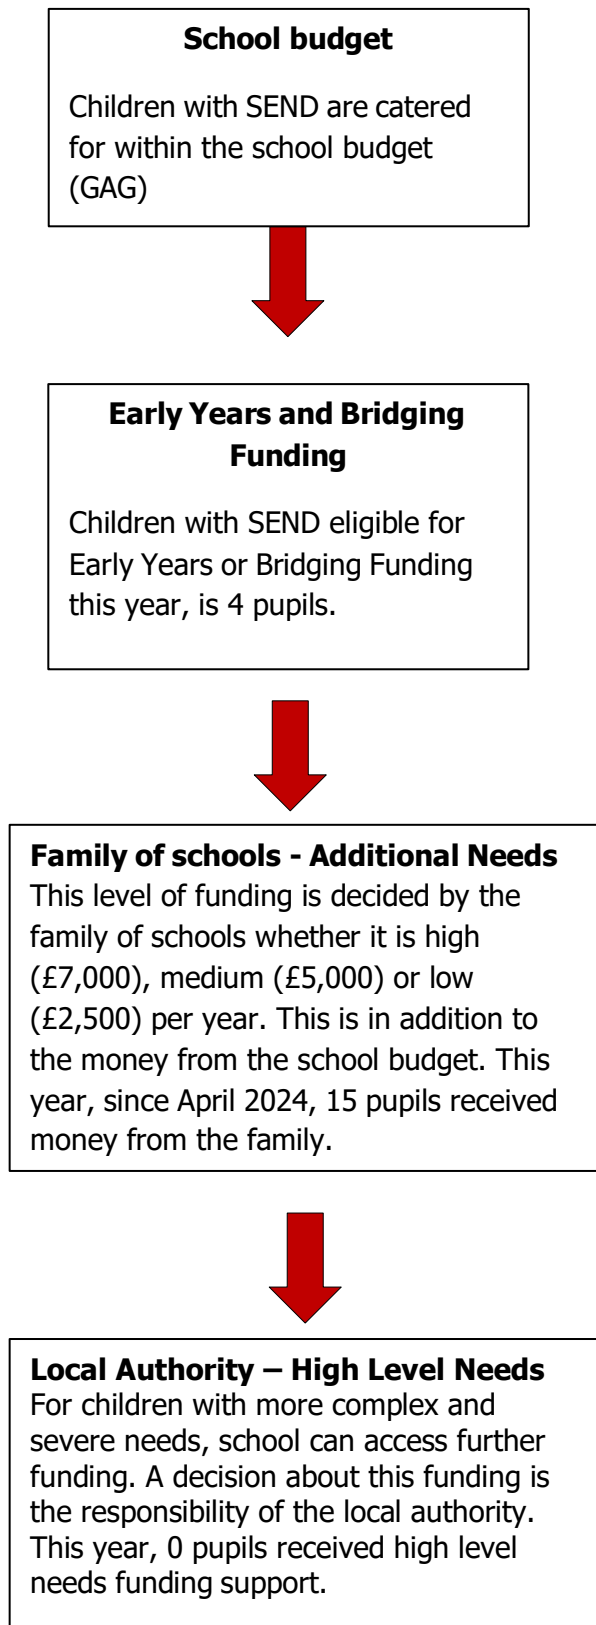 School budget
Children with SEND are catered
for within the school budget
(GAG)
Early Years and Bridging
Funding
Children with SEND eligible for
Early Years or Bridging Funding
this year, is 4 pupils.
Family of schools - Additional Needs
This level of funding is decided by the
family of schools whether it is high
(£7,000), medium (£5,000) or low
(£2,500) per year. This is in addition to
the money from the school budget. This
year, since April 2024, 15 pupils received
money from the family.
Local Authority – High Level Needs
For children with more complex and
severe needs, school can access further
funding. A decision about this funding is
the responsibility of the local authority.
This year, 0 pupils received high level
needs funding support.